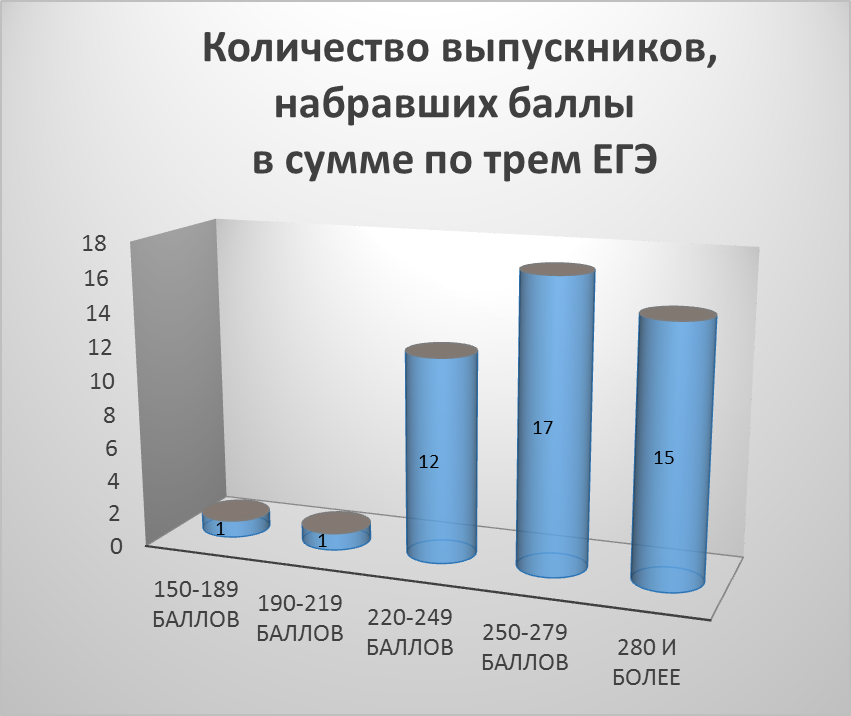 Количество выпускников,
набравших баллы
в сумме по трем ЕГЭ
18
16
14
12
10
8
6
4
2
0
1
1
12
17
15
150-189
БАЛЛОВ
190-219
БАЛЛОВ
220-249
БАЛЛОВ
250-279
БАЛЛОВ
280 И
БОЛЕЕ